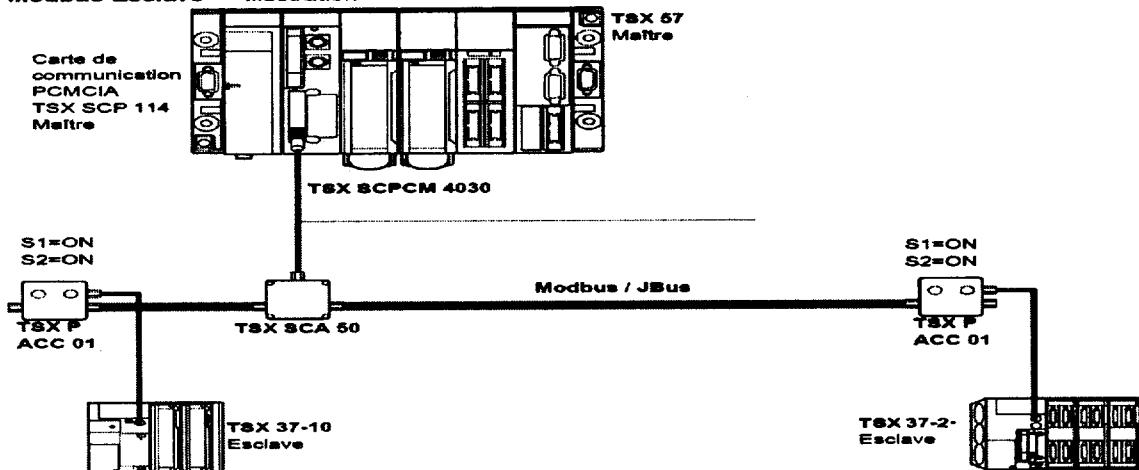 TSX 57
Maître
Carte de
communication
PCMCIA
TSX SCP 114
Maître
TSX SCPCM 4030
S1=ON
S2=ON
S1=ON
S2=ON
Modbus / JBus
TSX P
ACC 01
TSX SCA 50
TSX P
ACC 01
TSX 37-10
Esclave
TSX 37-2-
Esclave